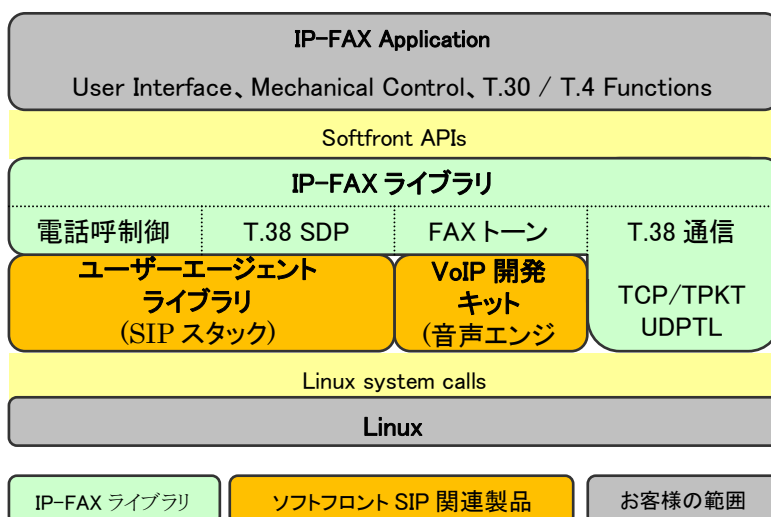 IP-FAX Application
User Interface、Mechanical Control、T.30 / T.4 Functions
Softfront APIs
IP-FAX ライブラリ
電話呼制御
T.38 SDP
FAX トーン
T.38 通信
ユーザーエージェント
ライブラリ
(SIP スタック)
VoIP 開発
キット
(音声エンジ
TCP/TPKT
UDPTL
Linux system calls
Linux
IP-FAX ライブラリ
ソフトフロント SIP 関連製品
お客様の範囲